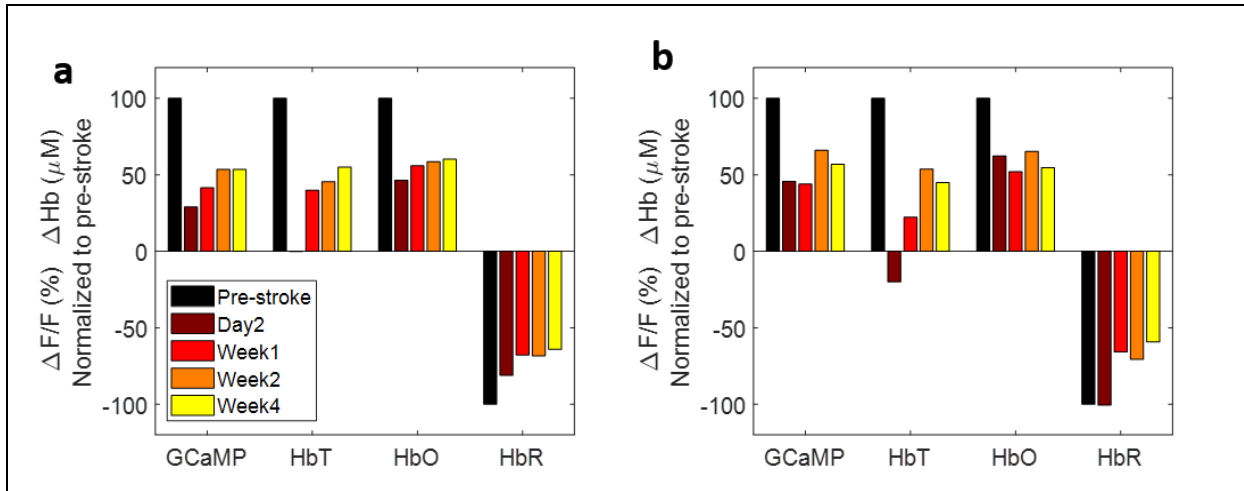 a
ΔF/F (%) ΔHb (μM)
Normalized to pre-stroke
100
50
0
-50
-100
Pre-stroke
Day2
Week1
Week2
Week4
GCaMP HbT HbO HbR
b
ΔF/F (%) ΔHb (μM)
Normalized to pre-stroke
100
50
0
-50
-100
GCaMP HbT HbO HbR